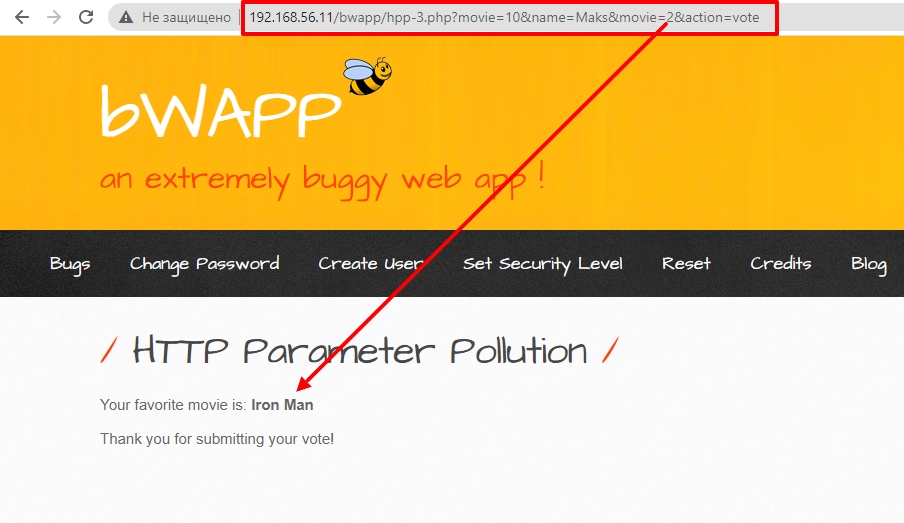 Не защищено 192.168.56.11/bwapp/hpp-3.php?movie=10&name=Maks&movie=2&action=vote
bWAPP
an extremely buggy web app !
Bugs Change Password Create User Set Security Level Reset Credits Blog
/ HTTP Parameter Pollution /
Your favorite movie is: Iron Man
Thank you for submitting your vote!